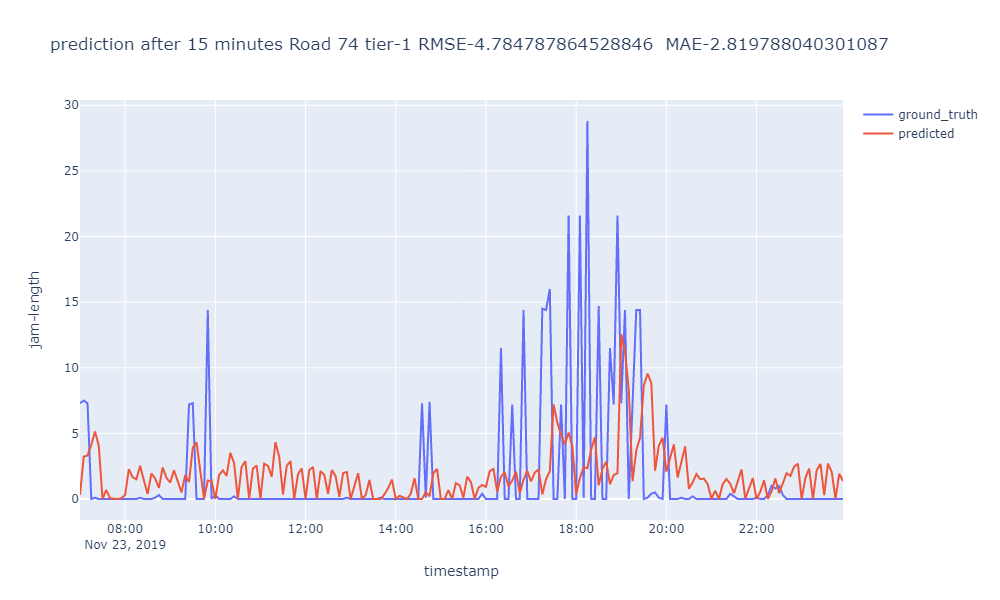 prediction after 15 minutes Road 74 tier-1 RMSE-4.784787864528846  MAE-2.819788040301087
ground_truth
predicted
30
25
20
15
10
5
0
jam-length
08:00 10:00 12:00 14:00 16:00 18:00 20:00 22:00
Nov 23, 2019
timestamp